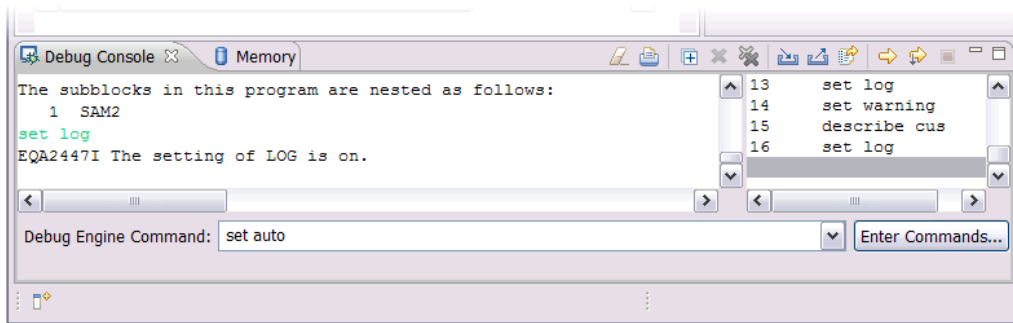 Debug Console Memory
The subblocks in this program are nested as follows:
1 SAM2
set log
EQA2447I The setting of LOG is on.
13 set log
14 set warning
15 describe cus
16 set log
Debug Engine Command: set auto Enter Commands...